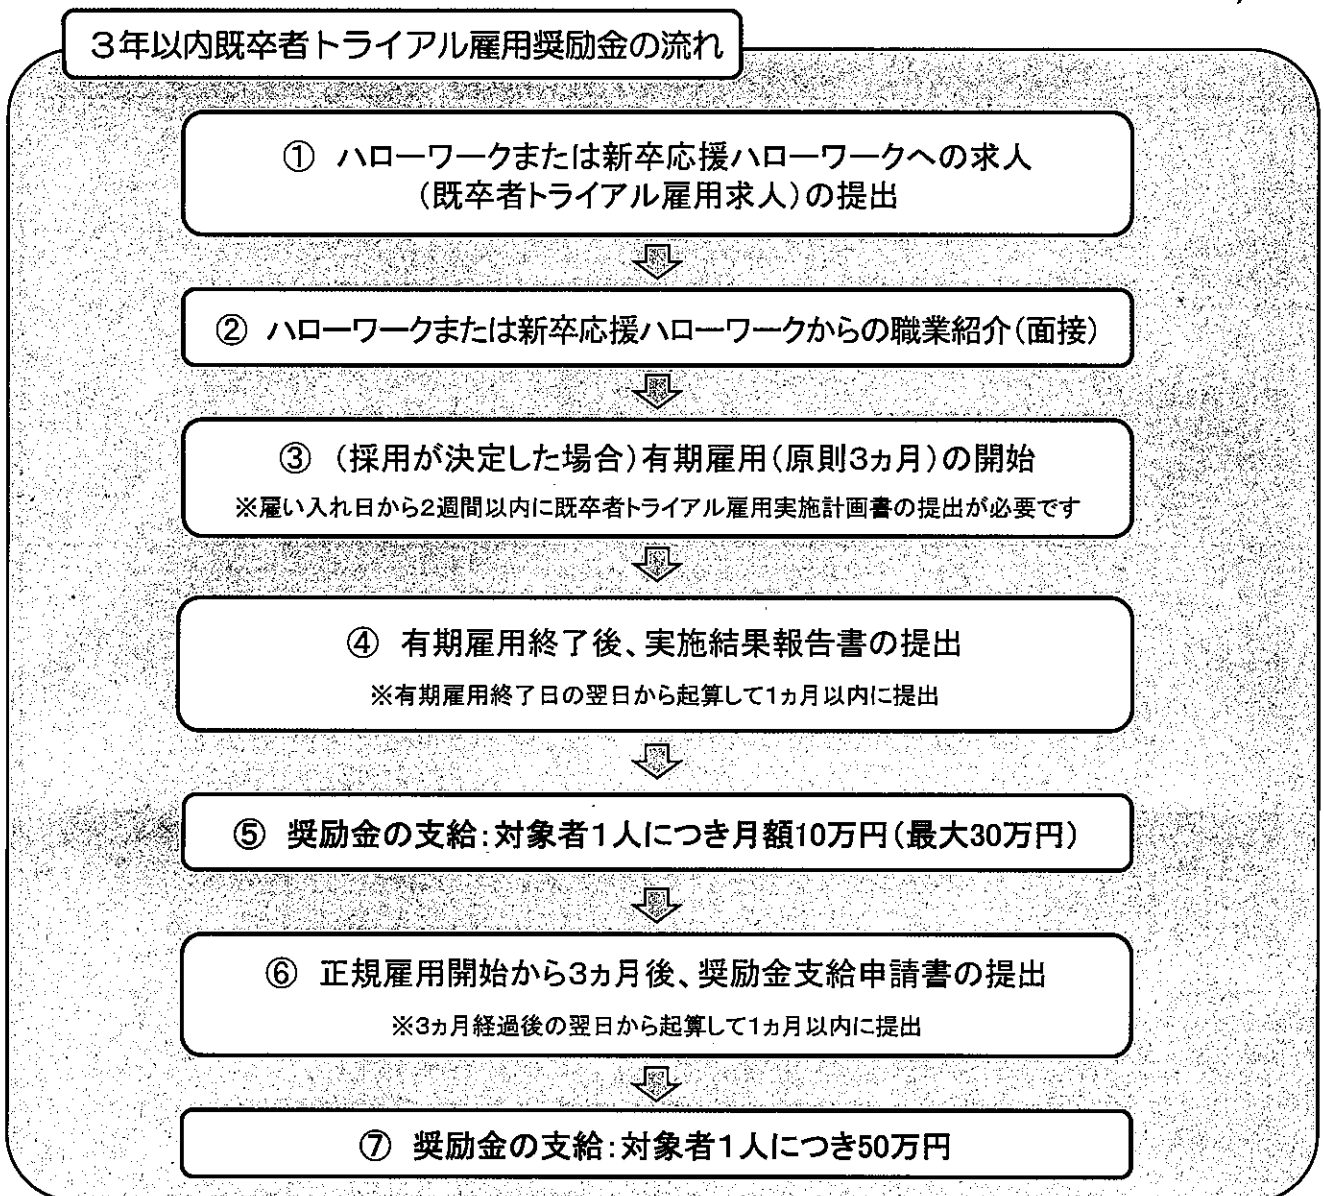 3年以内既卒者トライアル雇用奨励金の流れ
① ハローワークまたは新卒応援ハローワークへの求人
(既卒者トライアル雇用求人)の提出
② ハローワークまたは新卒応援ハローワークからの職業紹介(面接)
③ (採用が決定した場合)有期雇用(原則3ヵ月)の開始
※雇い入れ日から2週間以内に既卒者トライアル雇用実施計画書の提出が必要です
④ 有期雇用終了後、実施結果報告書の提出
※有期雇用終了日の翌日から起算して1ヵ月以内に提出
⑤ 奨励金の支給:対象者1人につき月額10万円(最大30万円)
⑥ 正規雇用開始から3ヵ月後、奨励金支給申請書の提出
※3ヵ月経過後の翌日から起算して1ヵ月以内に提出
⑦ 奨励金の支給:対象者1人につき50万円